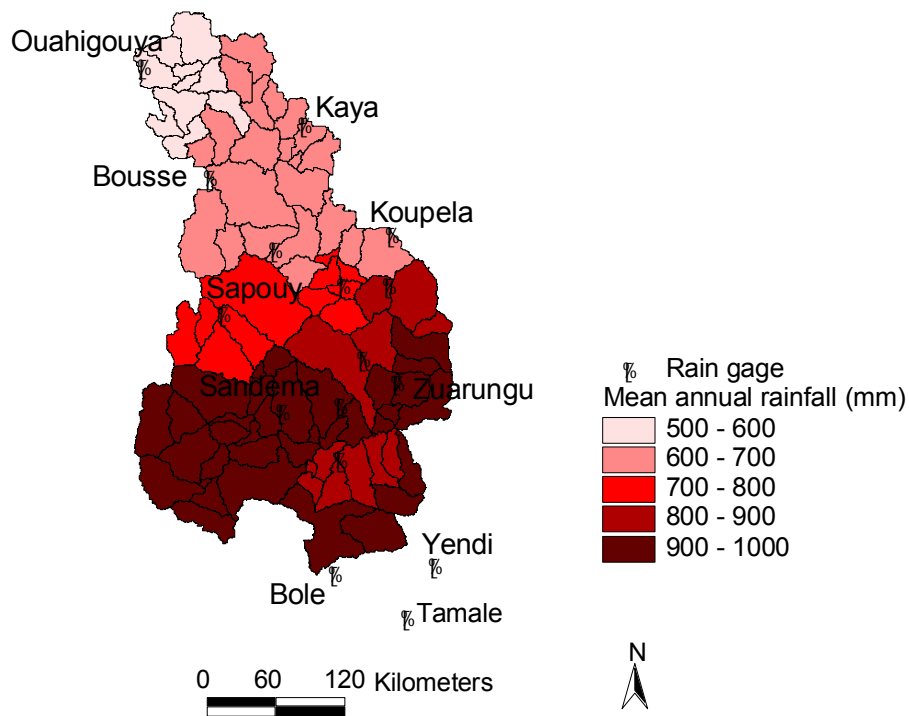 Ouahigouya
Kaya
Bousse
Koupela
Sapouy
Sandema
Zuarungu
Rain gage
Mean annual rainfall (mm)
500 - 600
600 - 700
700 - 800
800 - 900
900 - 1000
Yendi
Bole
Tamale
N
0 60 120 Kilometers